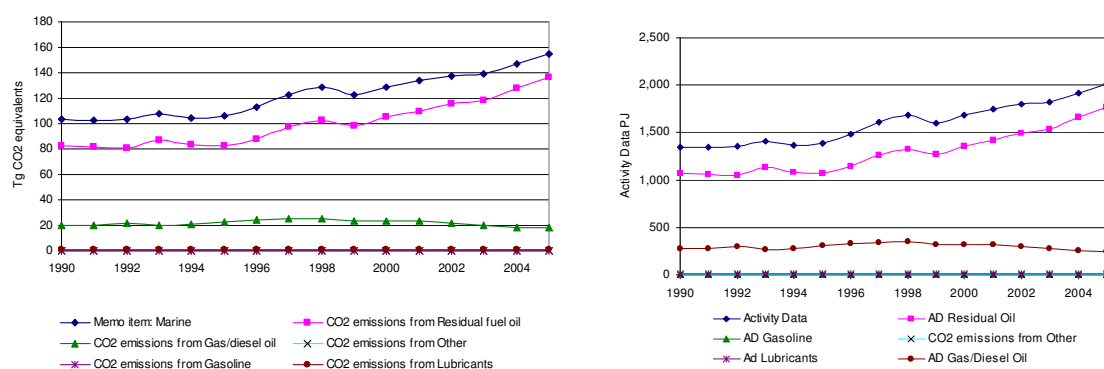 180
160
140
120
100
80
60
40
20
0
Tg CO2 equivalents
1990 1992 1994 1996 1998 2000 2002 2004
Memo item: Marine
CO2 emissions from Residual fuel oil
CO2 emissions from Gas/diesel oil
CO2 emissions from Other
CO2 emissions from Gasoline
CO2 emissions from Lubricants
2,500
2,000
1,500
1,000
500
0
Activity Data PJ
1990 1992 1994 1996 1998 2000 2002 2004
Activity Data
AD Residual Oil
AD Gasoline
CO2 emissions from Other
Ad Lubricants
AD Gas/Diesel Oil